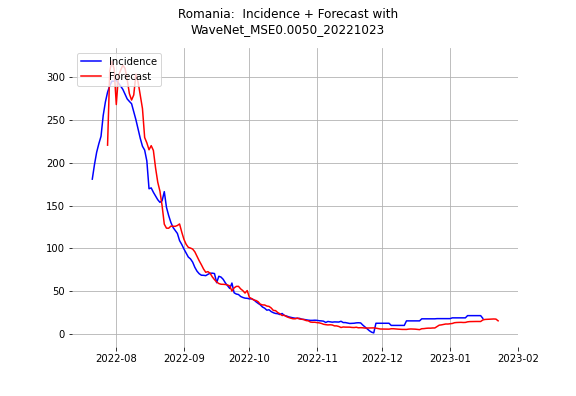 Romania:  Incidence + Forecast with
WaveNet_MSE0.0050_20221023
Incidence
Forecast
300
250
200
150
100
50
0
2022-08 2022-09 2022-10 2022-11 2022-12 2023-01 2023-02